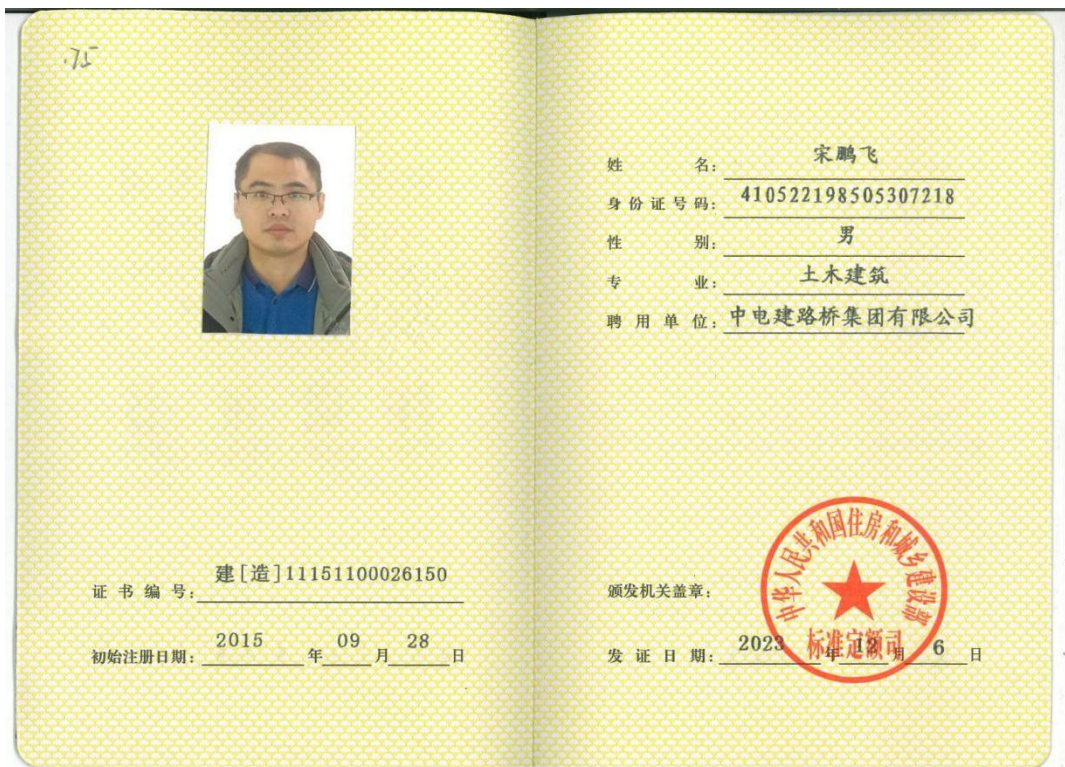 .75
姓 名: 宋鹏飞
身份证号码: 410522198505307218
性 别: 男
专 业: 土木建筑
聘用单位: 中电建路桥集团有限公司
证书编号: 建[造]11151100026150
初始注册日期: 2015 年 09 月 28 日
颁发机关盖章:
中华人民共和国住房和城乡建设部
标准定额司
发证日期: 2023 年 12 月 6 日